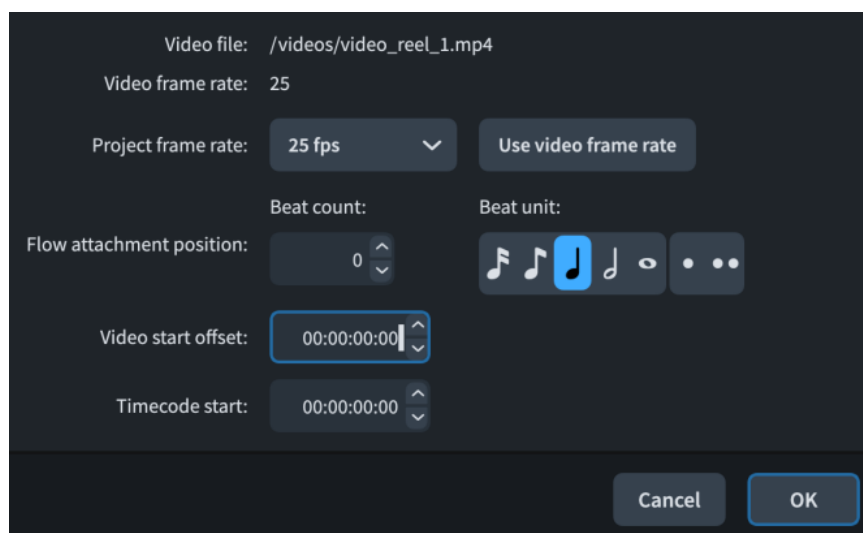 Video file: /videos/video_reel_1.mp4
Video frame rate: 25
Project frame rate: 25 fps Use video frame rate
Beat count: Beat unit:
Flow attachment position: 0
Video start offset: 00:00:00:00
Timecode start: 00:00:00:00
Cancel OK